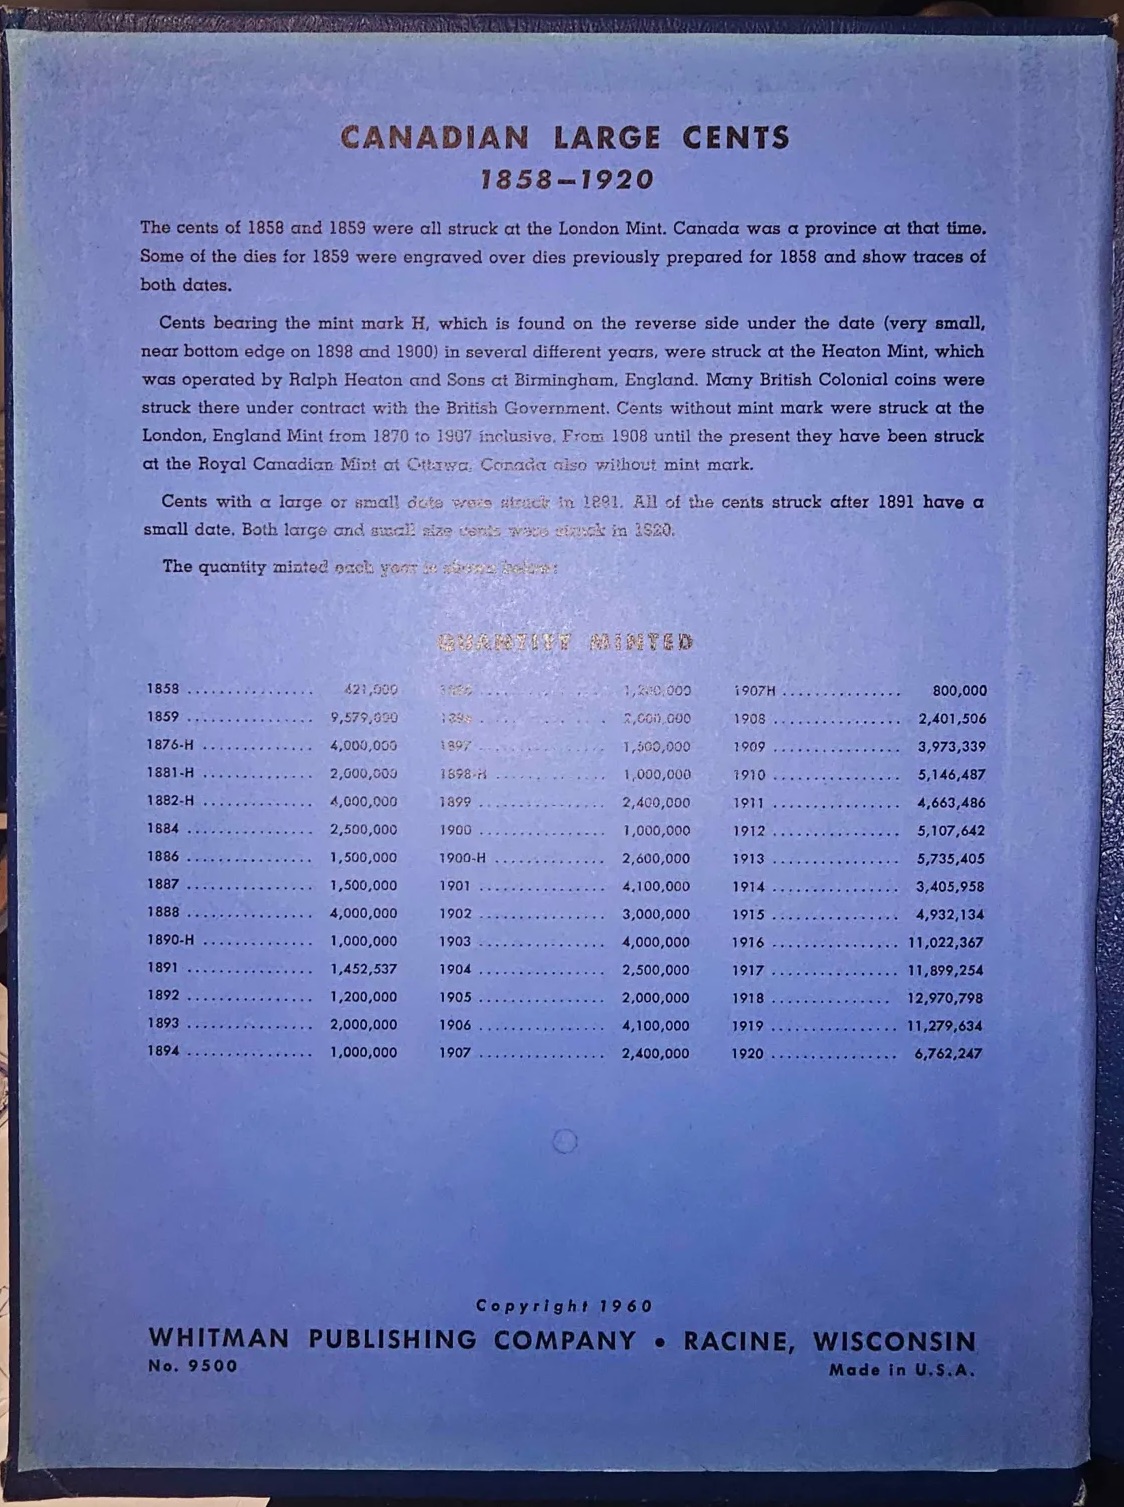 CANADIAN LARGE CENTS
1858–1920
The cents of 1858 and 1859 were all struck at the London Mint. Canada was a province at that time.
Some of the dies for 1859 were engraved over dies previously prepared for 1858 and show traces of
both dates.
Cents bearing the mint mark H, which is found on the reverse side under the date (very small,
near bottom edge on 1898 and 1900) in several different years, were struck at the Heaton Mint, which
was operated by Ralph Heaton and Sons at Birmingham, England. Many British Colonial coins were
struck there under contract with the British Government. Cents without mint mark were struck at the
London, England Mint from 1870 to 1907 inclusive. From 1908 until the present they have been struck
at the Royal Canadian Mint at Ottawa, Canada also without mint mark.
Cents with a large or small date were struck in 1891. All of the cents struck after 1891 have a
small date. Both large and small size cents were struck in 1920.
The quantity minted each year is shown below:
QUANTITY MINTED
1858 ................ 421,000 ................ 1907H ............... 800,000
1859 ................ 9,579,000 ................ 2,000,000 1908 ................ 2,401,506
1876-H .............. 4,000,000 1897 ................ 1,500,000 1909 ................ 3,973,339
1881-H .............. 2,000,000 1898-H .............. 1,000,000 1910 ................ 5,146,487
1882-H .............. 4,000,000 1899 ................ 2,400,000 1911 ................ 4,663,486
1884 ................ 2,500,000 1900 ................ 1,000,000 1912 ................ 5,107,642
1886 ................ 1,500,000 1900-H .............. 2,600,000 1913 ................ 5,735,405
1887 ................ 1,500,000 1901 ................ 4,100,000 1914 ................ 3,405,958
1888 ................ 4,000,000 1902 ................ 3,000,000 1915 ................ 4,932,134
1890-H .............. 1,000,000 1903 ................ 4,000,000 1916 ................ 11,022,367
1891 ................ 1,452,537 1904 ................ 2,500,000 1917 ................ 11,899,254
1892 ................ 1,200,000 1905 ................ 2,000,000 1918 ............... 12,970,798
1893 ................ 2,000,000 1906 ................ 4,100,000 1919 ................ 11,279,634
1894 ................ 1,000,000 1907 ................ 2,400,000 1920 ................ 6,762,247
Copyright 1960
WHITMAN PUBLISHING COMPANY • RACINE, WISCONSIN
No. 9500 Made in U.S.A.